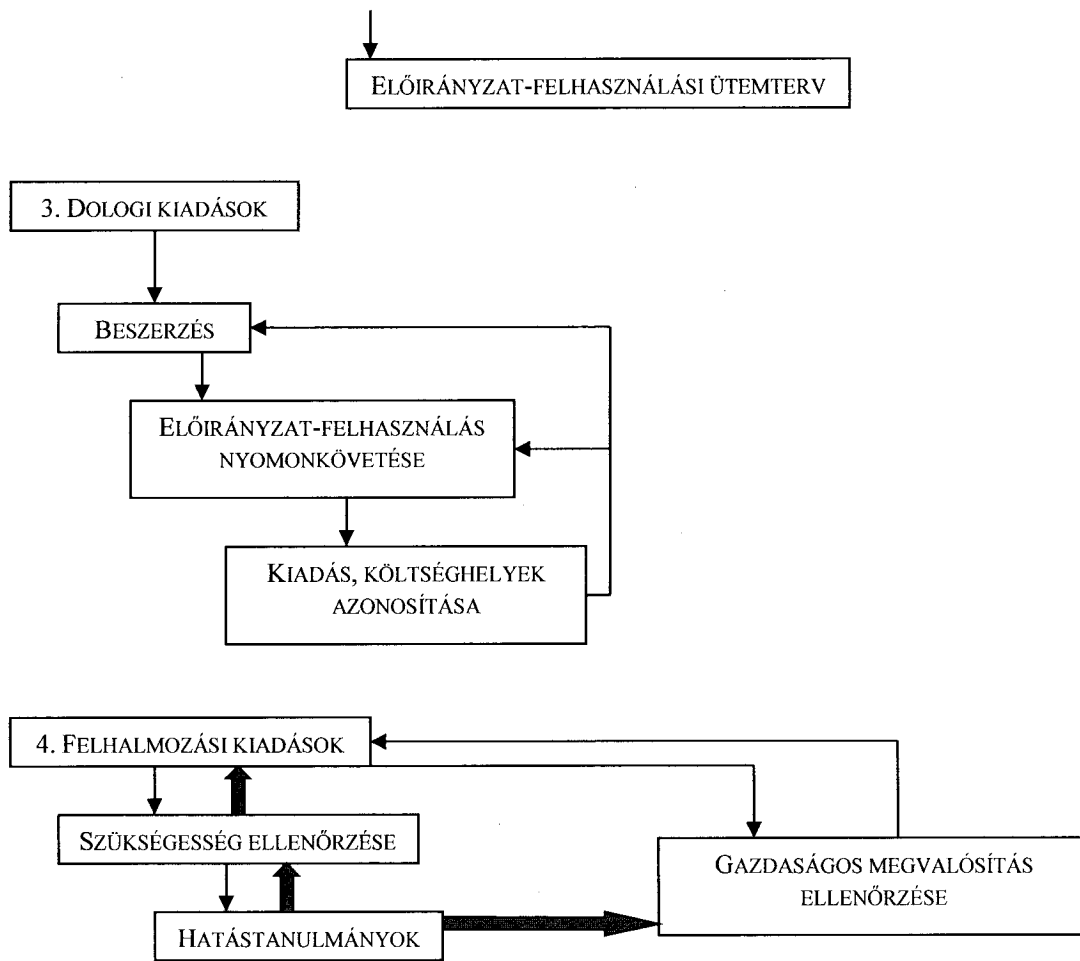 ELŐIRÁNYZAT-FELHASZNÁLÁSI ÜTEMTERV
3. DOLOGI KIADÁSOK
BESZERZÉS
ELŐIRÁNYZAT-FELHASZNÁLÁS
NYOMONKÖVETÉSE
KIADÁS, KÖLTSÉGHELYEK
AZONOSÍTÁSA
4. FELHALMOZÁSI KIADÁSOK
SZÜKSÉGESSÉG ELLENŐRZÉSE
GAZDASÁGOS MEGVALÓSÍTÁS
ELLENŐRZÉSE
HATÁSTANULMÁNYOK